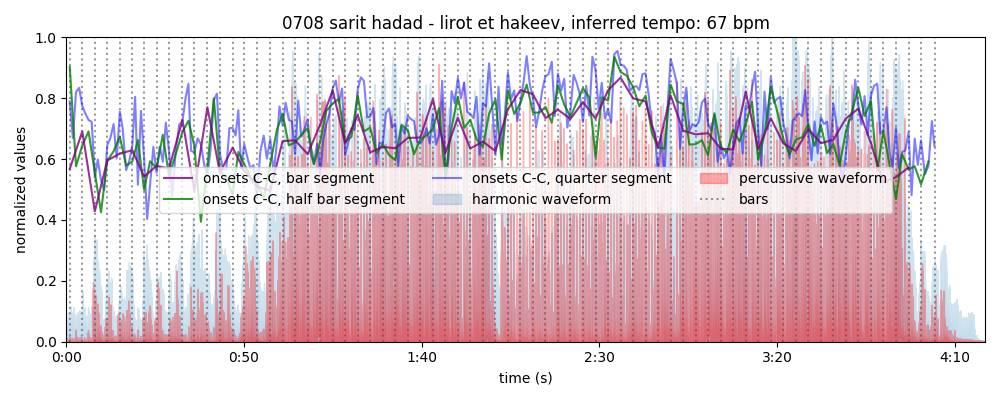 0708 sarit hadad - lirot et hakeev, inferred tempo: 67 bpm
normalized values
1.0
0.8
0.6
0.4
0.2
0.0
onsets C-C, bar segment
onsets C-C, half bar segment
onsets C-C, quarter segment
harmonic waveform
percussive waveform
bars
0:00 0:50 1:40 2:30 3:20 4:10
time (s)